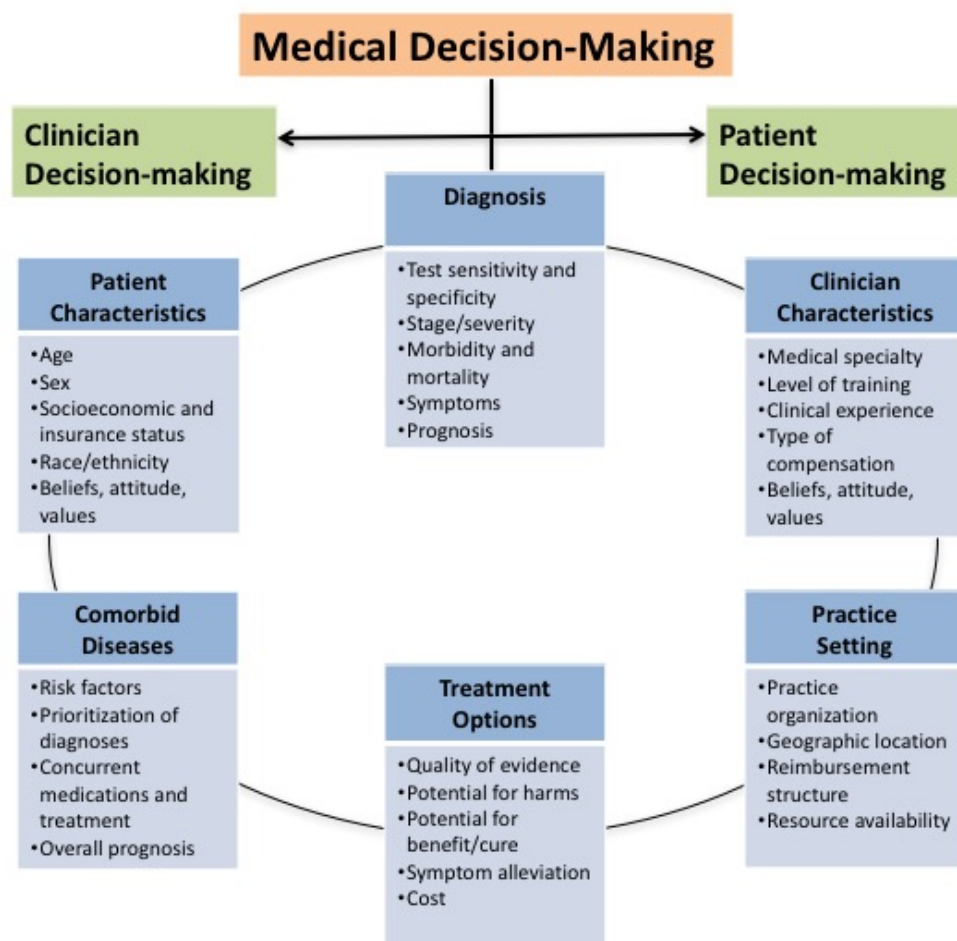 Medical Decision-Making
Clinician
Decision-making
Patient
Decision-making
Diagnosis
•Test sensitivity and
specificity
•Stage/severity
•Morbidity and
mortality
•Symptoms
•Prognosis
Patient
Characteristics
•Age
•Sex
•Socioeconomic and
insurance status
•Race/ethnicity
•Beliefs, attitude,
values
Clinician
Characteristics
•Medical specialty
•Level of training
•Clinical experience
•Type of
compensation
•Beliefs, attitude,
values
Comorbid
Diseases
•Risk factors
•Prioritization of
diagnoses
•Concurrent
medications and
treatment
•Overall prognosis
Treatment
Options
•Quality of evidence
•Potential for harms
•Potential for
benefit/cure
•Symptom alleviation
•Cost
Practice
Setting
•Practice
organization
•Geographic location
•Reimbursement
structure
•Resource availability